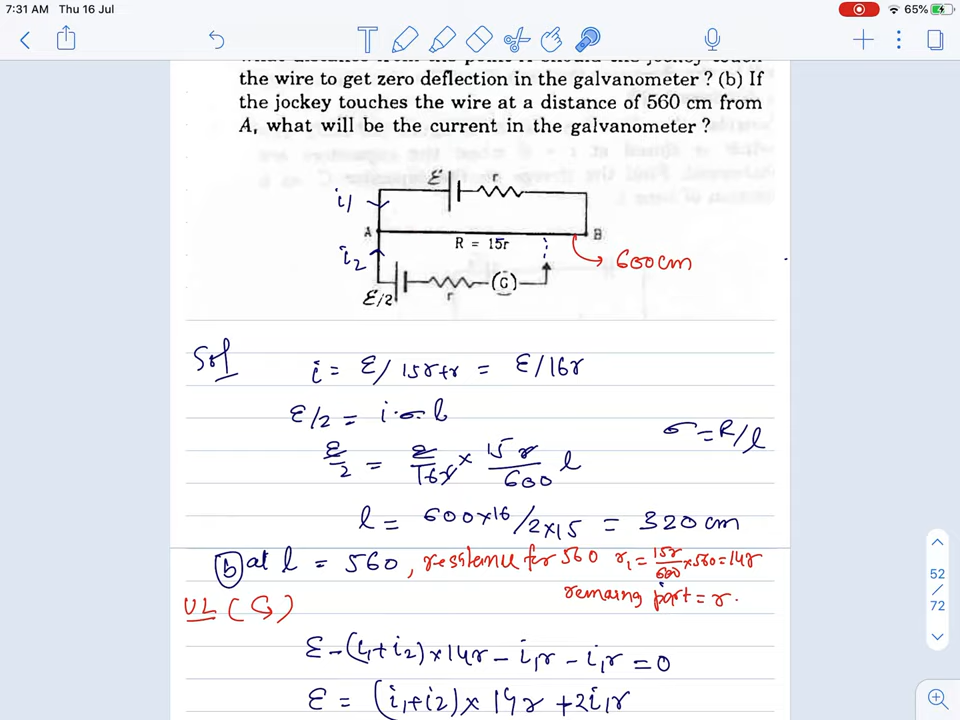 7:31 AM Thu 16 Jul
65%
the wire to get zero deflection in the galvanometer ? (b) If
the jockey touches the wire at a distance of 560 cm from
A, what will be the current in the galvanometer ?
ε r
i1
A B
R = 15r
i2
600cm
G
ε/2 r
Sol
i = ε/15r+r = ε/16r
ε/2 = i·σ l
σ = R/l
ε/2 = ε/16r × 15r/600 l
l = 600×16/2×15 = 320 cm
(b) at l = 560, resistance for 560 r1 = 15r/600 ×560 = 14r
remaing part = r.
UL ( )
ε - (i1+i2)×14r - i1r - i1r = 0
ε = (i1+i2)× 14r + 2i1r
52
/
72